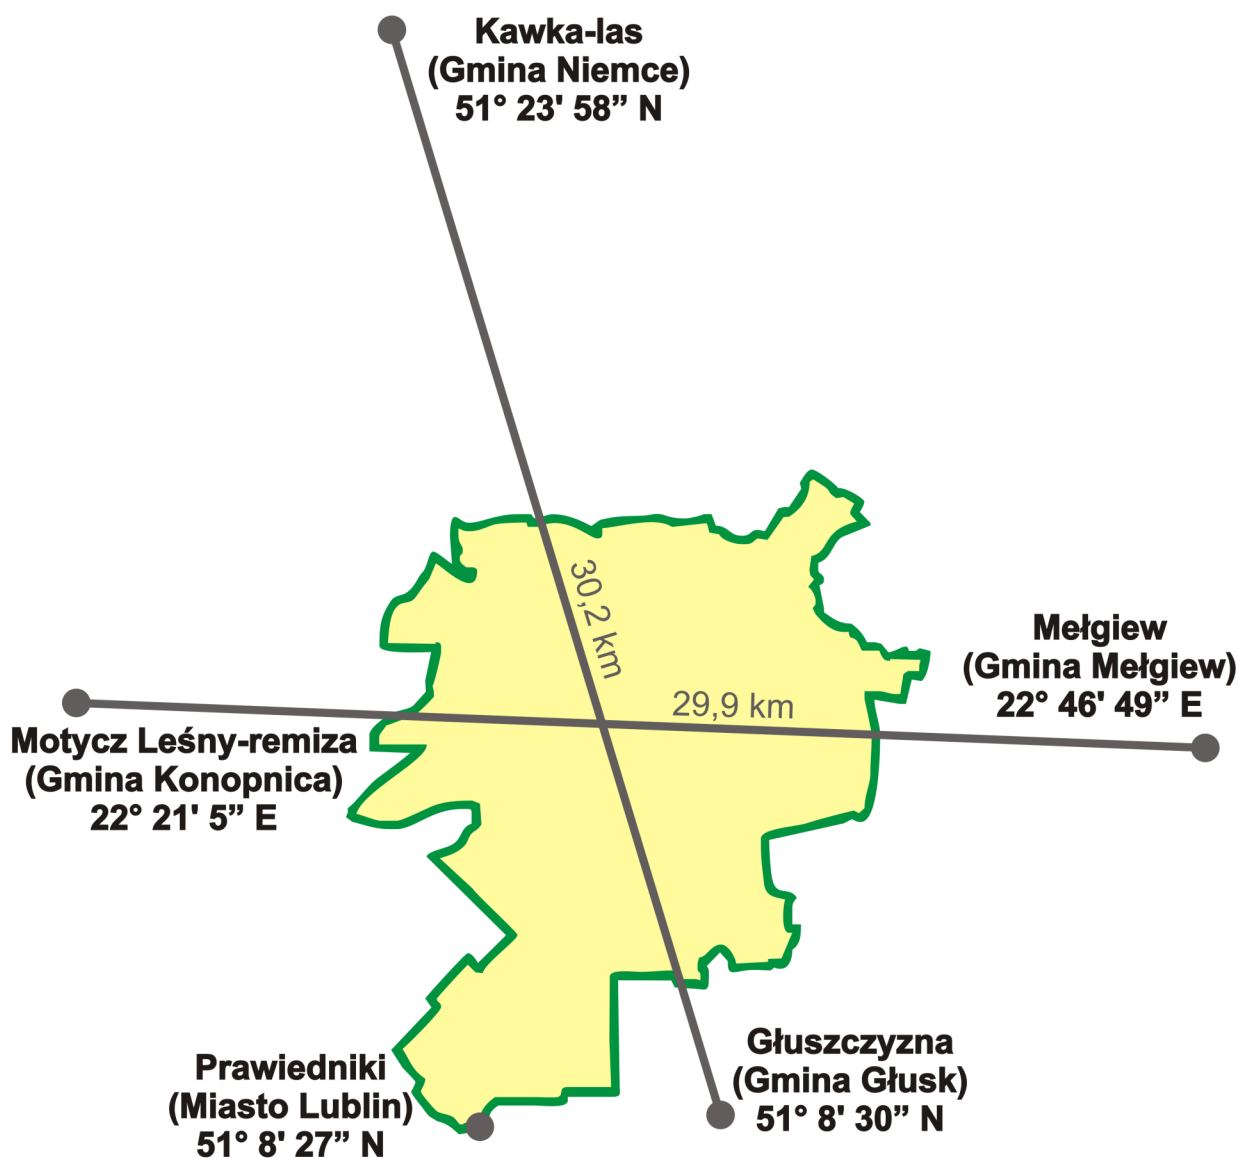 Kawka-las
(Gmina Niemce)
51° 23' 58” N
30,2 km
29,9 km
Mełgiew
(Gmina Mełgiew)
22° 46' 49” E
Motycz Leśny-remiza
(Gmina Konopnica)
22° 21' 5” E
Prawiedniki
(Miasto Lublin)
51° 8' 27” N
Głuszczyzna
(Gmina Głusk)
51° 8' 30” N